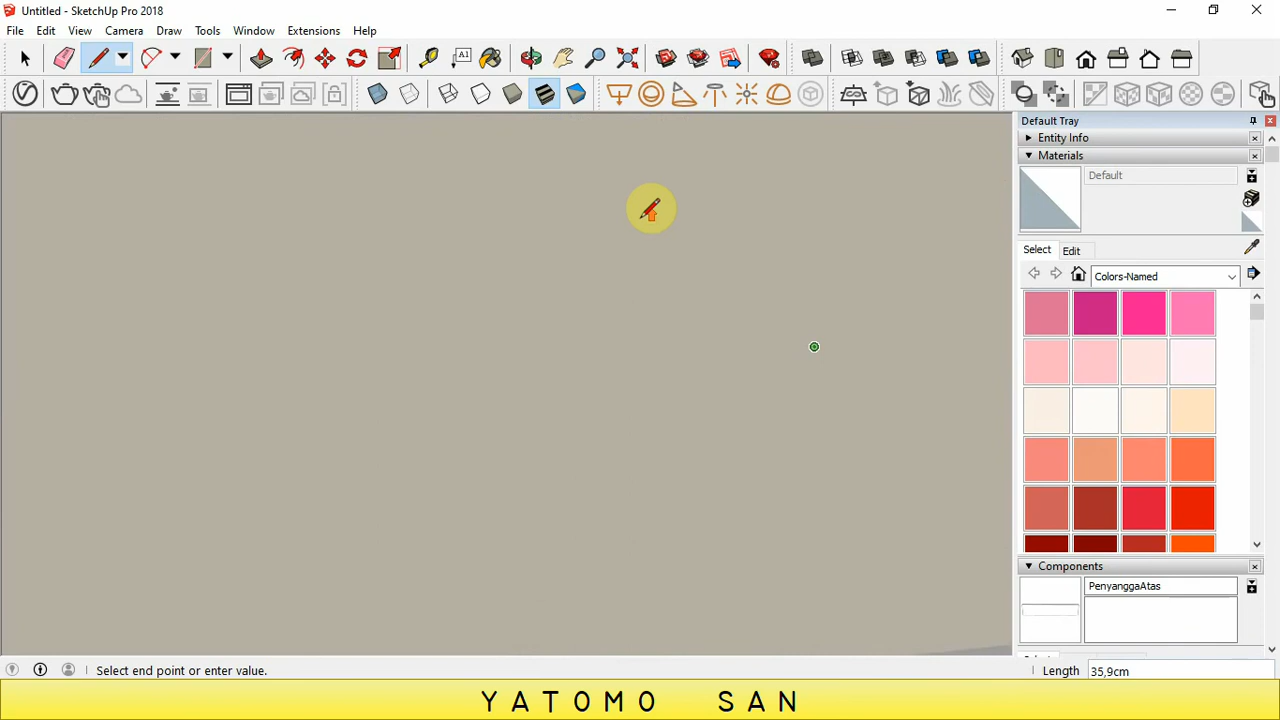 Untitled - SketchUp Pro 2018
File Edit View Camera Draw Tools Window Extensions Help
A1
Default Tray
Entity Info
Materials
Default
Select Edit
Colors-Named
Components
PenyanggaAtas
Select end point or enter value.
Length 35,9cm
YATOMO SAN